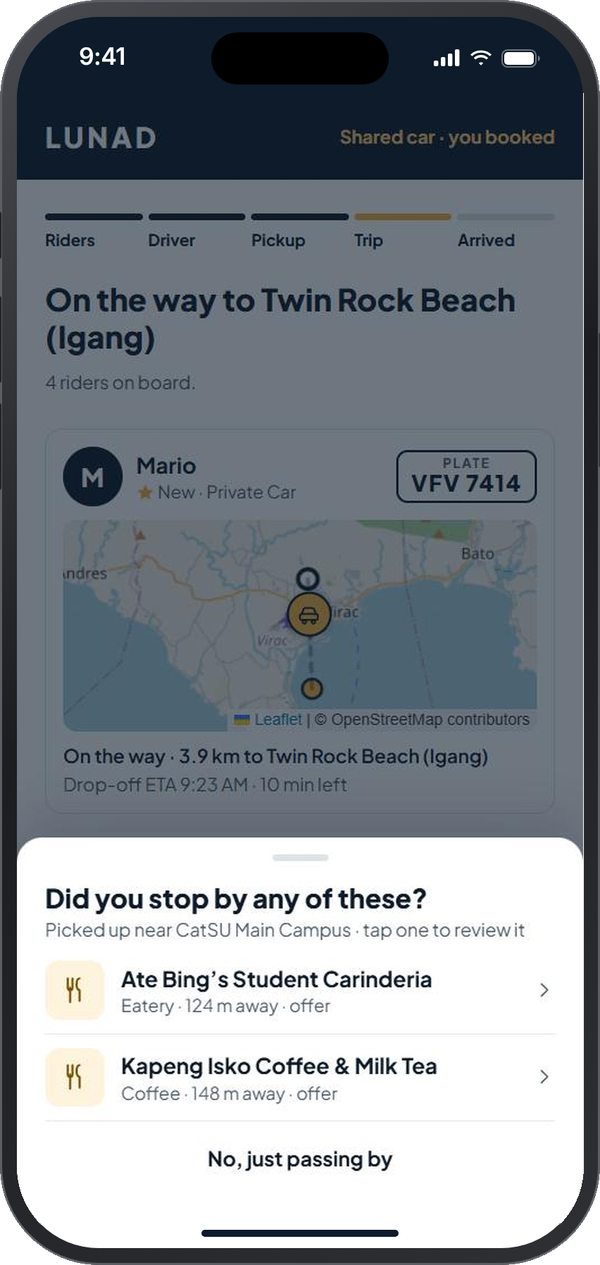 9:41
LUNAD
Shared car · you booked
Riders
Driver
Pickup
Trip
Arrived
On the way to Twin Rock Beach
(Igang)
4 riders on board.
M
Mario
New · Private Car
PLATE
VFV 7414
ndres
Bato
Virac
irac
Leaflet | © OpenStreetMap contributors
On the way · 3.9 km to Twin Rock Beach (Igang)
Drop-off ETA 9:23 AM · 10 min left
Did you stop by any of these?
Picked up near CatSU Main Campus · tap one to review it
Ate Bing’s Student Carinderia
Eatery · 124 m away · offer
Kapeng Isko Coffee & Milk Tea
Coffee · 148 m away · offer
No, just passing by